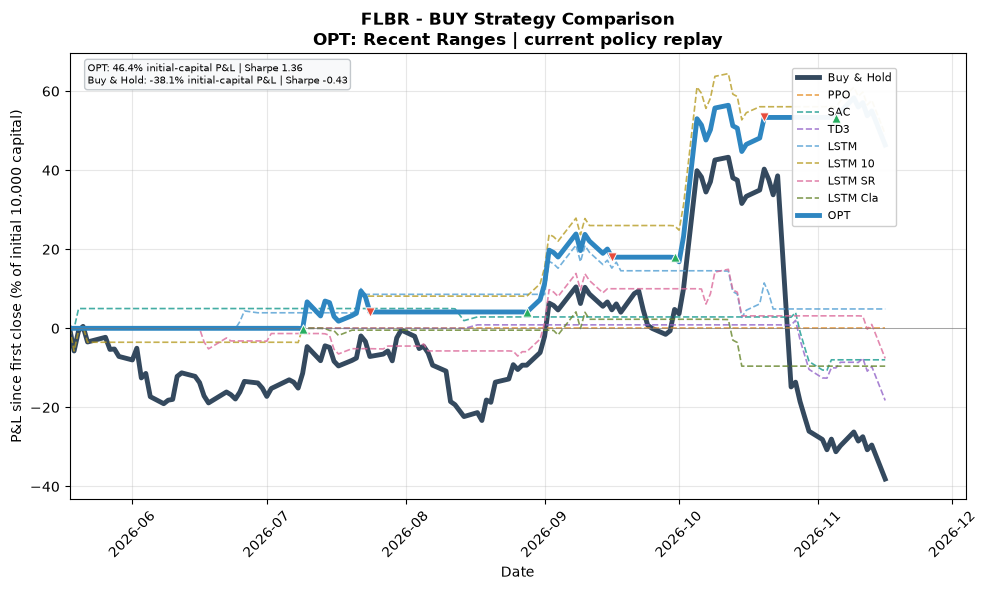 FLBR - BUY Strategy Comparison
OPT: Recent Ranges | current policy replay
OPT: 46.4% initial-capital P&L | Sharpe 1.36
Buy & Hold: -38.1% initial-capital P&L | Sharpe -0.43
Buy & Hold
PPO
SAC
TD3
LSTM
LSTM 10
LSTM SR
LSTM Cla
OPT
P&L since first close (% of initial 10,000 capital)
60
40
20
0
−20
−40
2026-06
2026-07
2026-08
2026-09
2026-10
2026-11
2026-12
Date